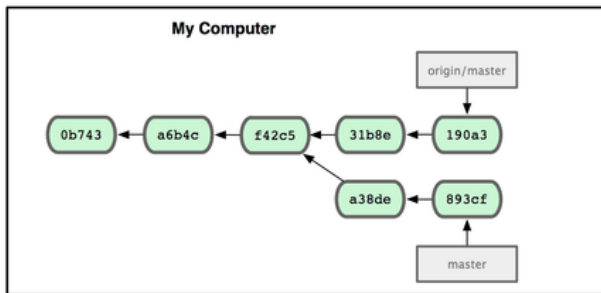 My Computer
origin/master
0b743
a6b4c
f42c5
31b8e
190a3
a38de
893cf
master